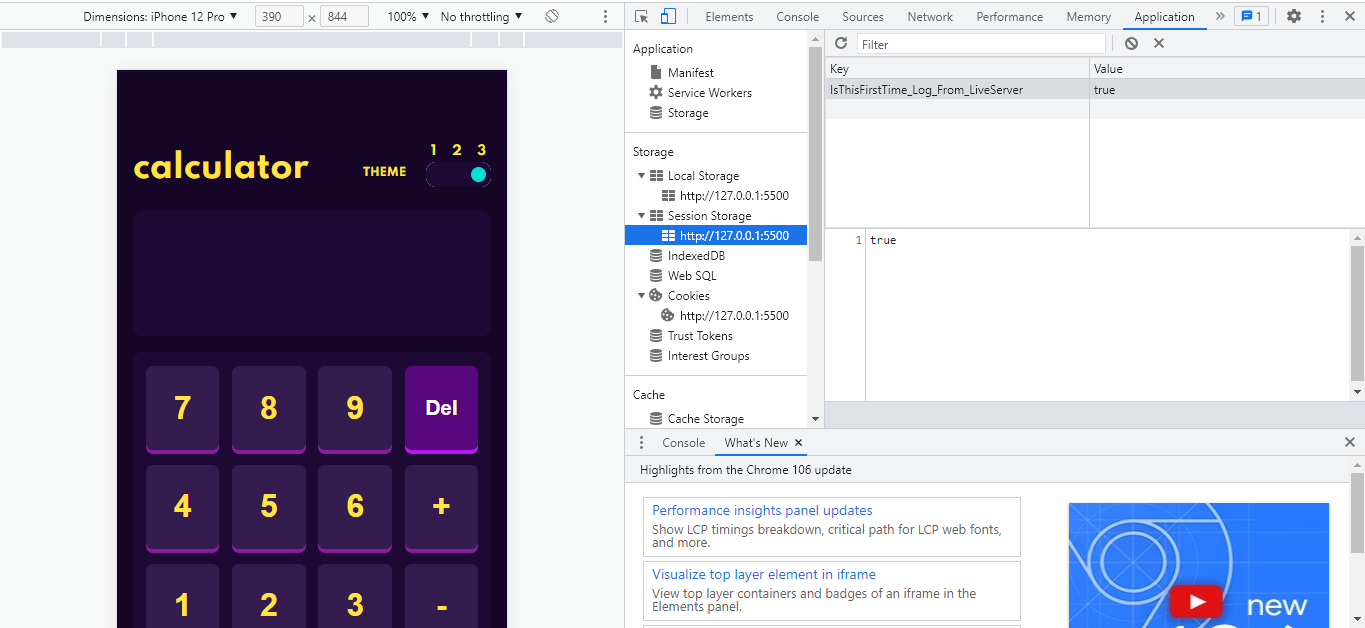 Dimensions: iPhone 12 Pro ▼ 390 × 844 100% ▼ No throttling ▼
1 2 3
calculator
THEME
7 8 9 Del
4 5 6 +
1 2 3 -
Elements Console Sources Network Performance Memory Application » 1
Application
Manifest
Service Workers
Storage
Storage
Local Storage
http://127.0.0.1:5500
Session Storage
http://127.0.0.1:5500
IndexedDB
Web SQL
Cookies
http://127.0.0.1:5500
Trust Tokens
Interest Groups
Cache
Cache Storage
Filter
Key Value
IsThisFirstTime_Log_From_LiveServer true
1 true
Console What's New ×
Highlights from the Chrome 106 update
Performance insights panel updates
Show LCP timings breakdown, critical path for LCP web fonts,
and more.
Visualize top layer element in iframe
View top layer containers and badges of an iframe in the
Elements panel.
new